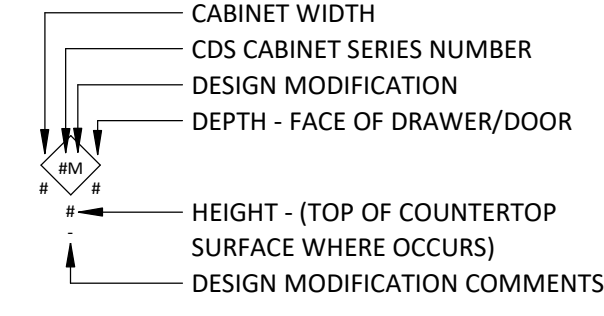 CABINET WIDTH
CDS CABINET SERIES NUMBER
DESIGN MODIFICATION
DEPTH - FACE OF DRAWER/DOOR
#M
# #
# HEIGHT - (TOP OF COUNTERTOP
SURFACE WHERE OCCURS)
-
DESIGN MODIFICATION COMMENTS